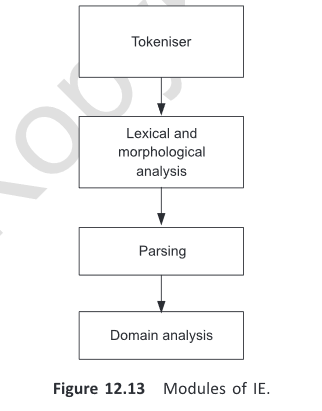 Tokeniser
Lexical and
morphological
analysis
Parsing
Domain analysis
Figure 12.13 Modules of IE.